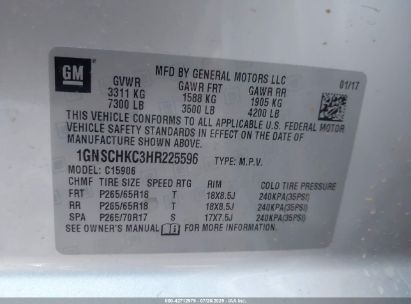 GM
MFD BY GENERAL MOTORS LLC
01/17
GVWR GAWR FRT GAWR RR
3311 KG 1588 KG 1905 KG
7300 LB 3500 LB 4200 LB
THIS VEHICLE CONFORMS TO ALL APPLICABLE U.S. FEDERAL MOTOR
VEHICLE SAFETY STANDARDS IN EFFECT ON THE DATE OF
MANUFACTURE SHOWN ABOVE.
1GNSCHKC3HR225596 TYPE: M.P.V.
MODEL: C15906
CHMF TIRE SIZE SPEED RTG RIM COLD TIRE PRESSURE
FRT P265/65R18 T 18X8.5J 240KPA(35PSI)
RR P265/65R18 T 18X8.5J 240KPA(35PSI)
SPA P265/70R17 S 17X7.5J 240KPA(35PSI)
SEE OWNER'S MANUAL FOR MORE INFORMATION.